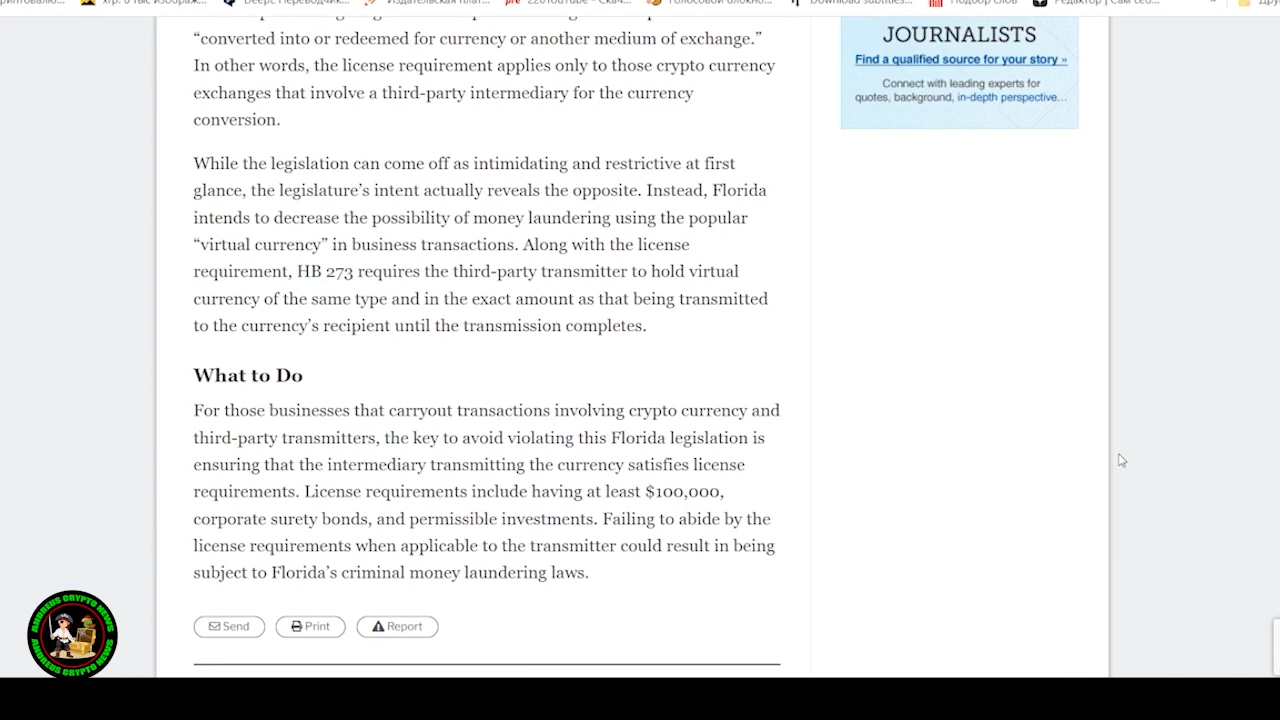 DeepL Переводчик...
Издательская плат...
220YouTube - Скач...
Голосовой блокно...
Download subtitles...
Подбор слов
Редактор | Сам себ...
“converted into or redeemed for currency or another medium of exchange.”
In other words, the license requirement applies only to those crypto currency
exchanges that involve a third-party intermediary for the currency
conversion.
While the legislation can come off as intimidating and restrictive at first
glance, the legislature’s intent actually reveals the opposite. Instead, Florida
intends to decrease the possibility of money laundering using the popular
“virtual currency” in business transactions. Along with the license
requirement, HB 273 requires the third-party transmitter to hold virtual
currency of the same type and in the exact amount as that being transmitted
to the currency’s recipient until the transmission completes.
What to Do
For those businesses that carryout transactions involving crypto currency and
third-party transmitters, the key to avoid violating this Florida legislation is
ensuring that the intermediary transmitting the currency satisfies license
requirements. License requirements include having at least $100,000,
corporate surety bonds, and permissible investments. Failing to abide by the
license requirements when applicable to the transmitter could result in being
subject to Florida’s criminal money laundering laws.
Send
Print
Report
JOURNALISTS
Find a qualified source for your story »
Connect with leading experts for
quotes, background, in-depth perspective...
ANDREUS CRYPTO NEWS
ANDREUS CRYPTO NEWS